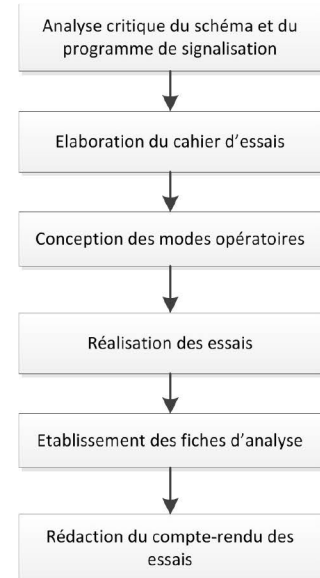 Analyse critique du schéma et du
programme de signalisation
Elaboration du cahier d'essais
Conception des modes opératoires
Réalisation des essais
Etablissement des fiches d'analyse
Rédaction du compte-rendu des
essais